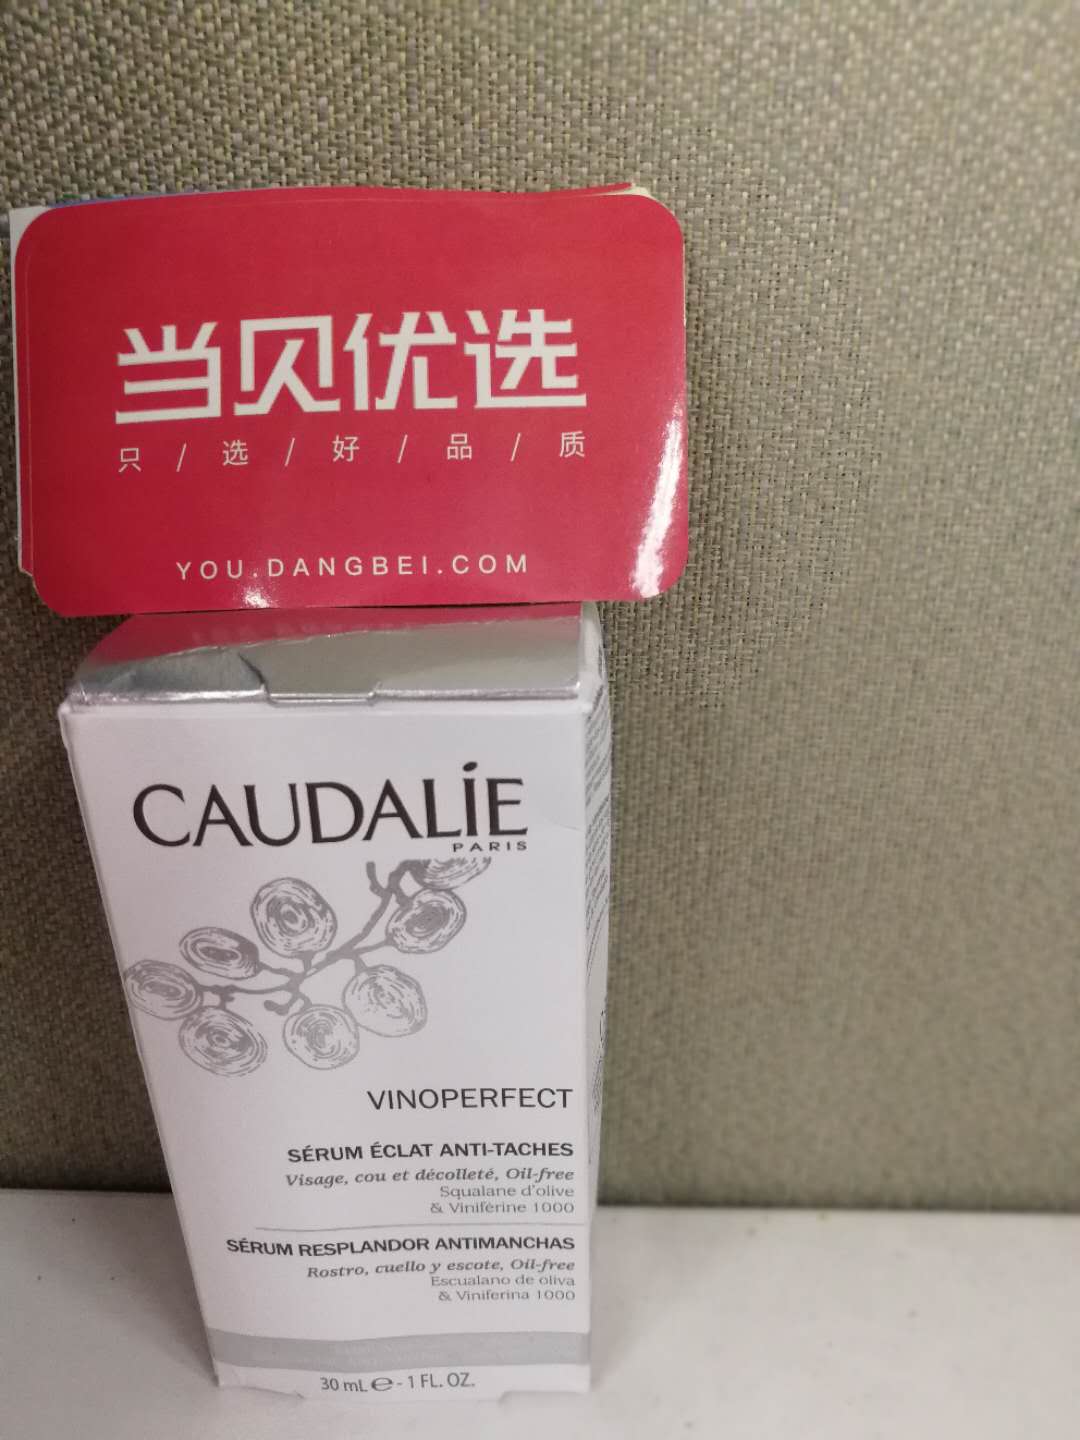 当贝优选
只/选/好/品/质
YOU.DANGBEI.COM
CAUDALIE
PARIS
VINOPERFECT
SÉRUM ÉCLAT ANTI-TACHES
Visage, cou et décolleté, Oil-free
Squalane d'olive
& Viniférine 1000
SÉRUM RESPLANDOR ANTIMANCHAS
Rostro, cuello y escote, Oil-free
Escualano de oliva
& Viniferina 1000
30 mL ℮ - 1 FL. OZ.